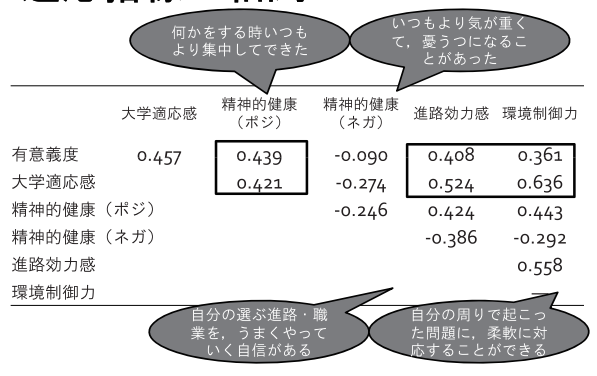 何かをする時いつも
より集中してできた
いつもより気が重く
て，憂うつになるこ
とがあった
大学適応感 精神的健康（ポジ） 精神的健康（ネガ） 進路効力感 環境制御力
有意義度 0.457 0.439 -0.090 0.408 0.361
大学適応感 0.421 -0.274 0.524 0.636
精神的健康（ポジ） -0.246 0.424 0.443
精神的健康（ネガ） -0.386 -0.292
進路効力感 0.558
環境制御力
自分の選ぶ進路・職
業を，うまくやって
いく自信がある
自分の周りで起こっ
た問題に，柔軟に対
応することができる